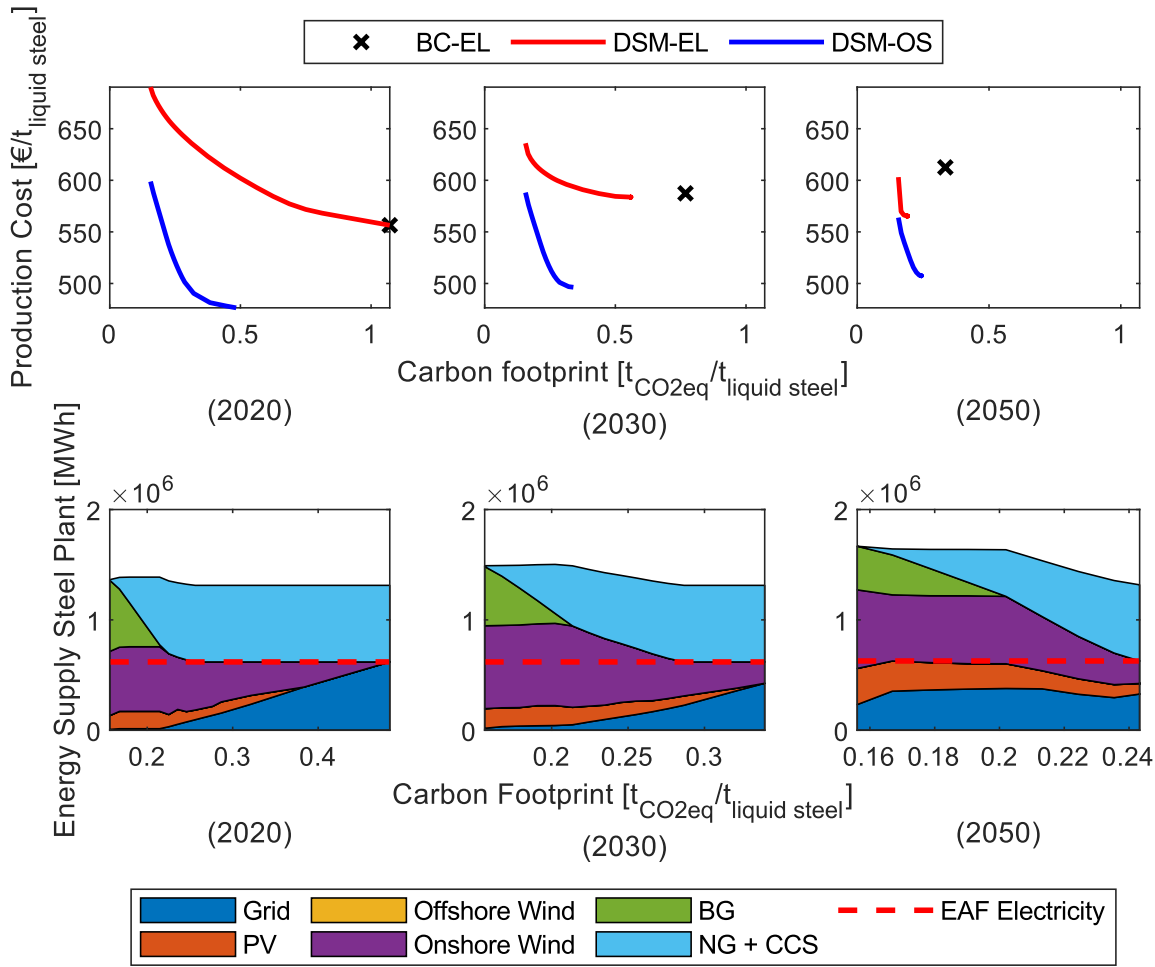 BC-EL DSM-EL DSM-OS
Production Cost [€/t_liquid steel]
650
600
550
500
0 0.5 1
650
600
550
500
0 0.5 1
650
600
550
500
0 0.5 1
Carbon footprint [t_CO2eq/t_liquid steel]
(2020)
(2030)
(2050)
Energy Supply Steel Plant [MWh]
×10^6
2
1
0
0.2 0.3 0.4
×10^6
2
1
0
0.2 0.25 0.3
×10^6
2
1
0
0.16 0.18 0.2 0.22 0.24
Carbon Footprint [t_CO2eq/t_liquid steel]
(2020)
(2030)
(2050)
Grid Offshore Wind BG EAF Electricity
PV Onshore Wind NG + CCS